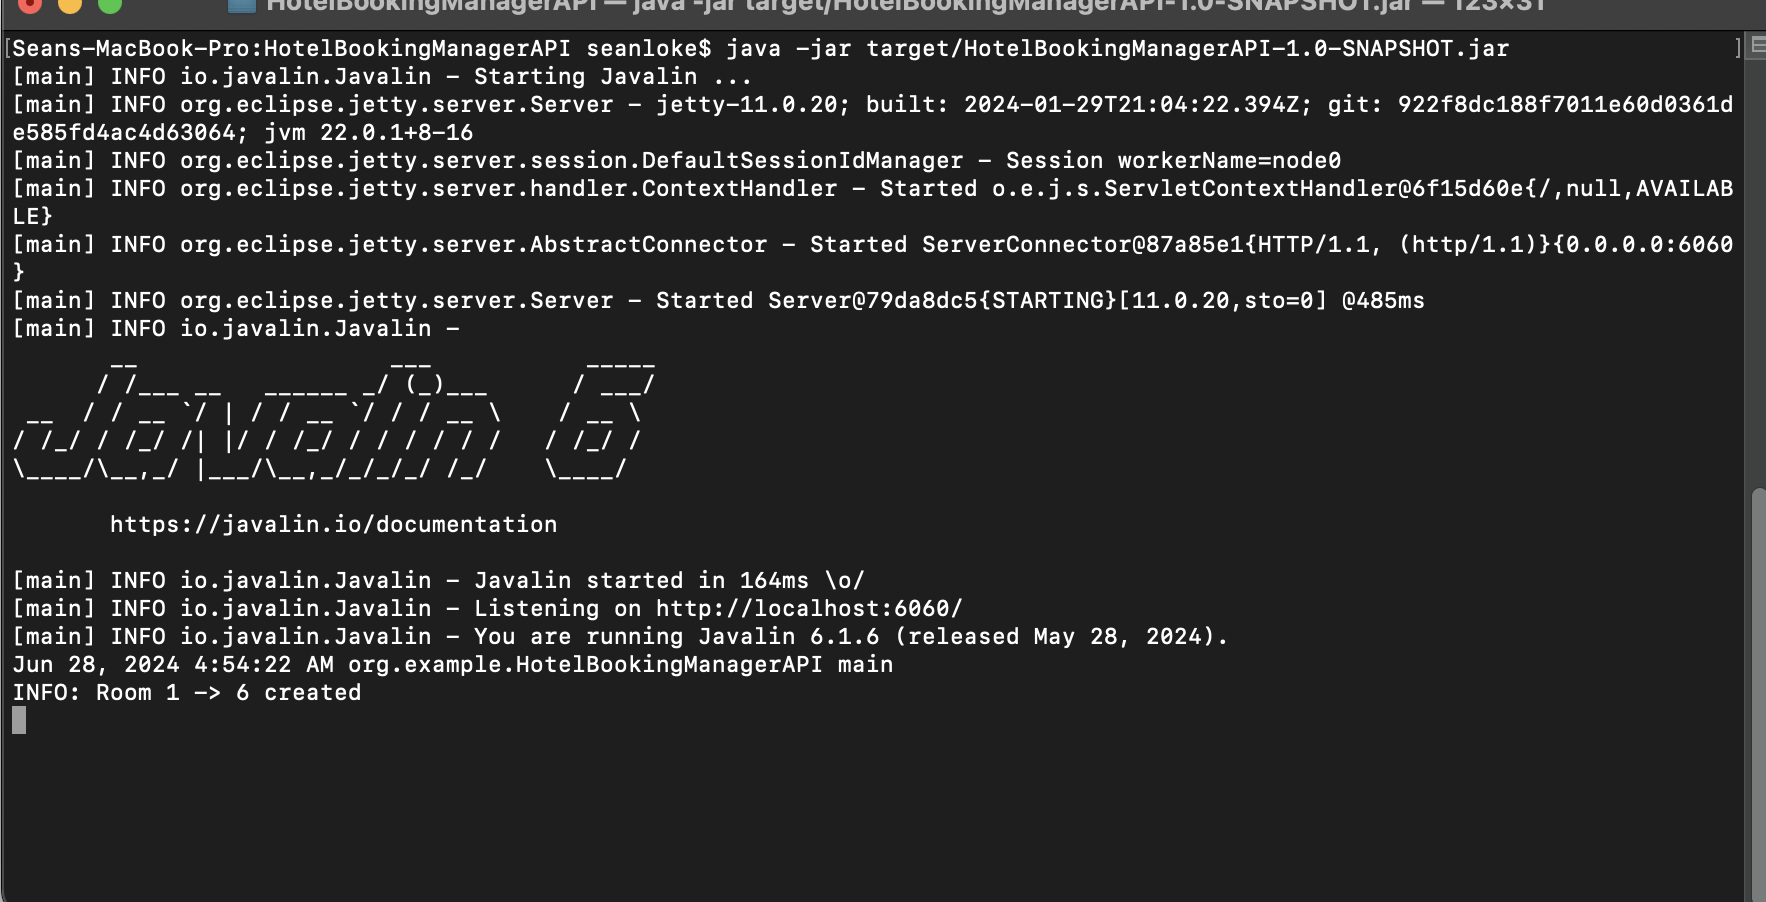 HotelBookingManagerAPI — java -jar target/HotelBookingManagerAPI-1.0-SNAPSHOT.jar — 123×31
[Seans-MacBook-Pro:HotelBookingManagerAPI seanloke$ java -jar target/HotelBookingManagerAPI-1.0-SNAPSHOT.jar ]
[main] INFO io.javalin.Javalin - Starting Javalin ...
[main] INFO org.eclipse.jetty.server.Server - jetty-11.0.20; built: 2024-01-29T21:04:22.394Z; git: 922f8dc188f7011e60d0361d
e585fd4ac4d63064; jvm 22.0.1+8-16
[main] INFO org.eclipse.jetty.server.session.DefaultSessionIdManager - Session workerName=node0
[main] INFO org.eclipse.jetty.server.handler.ContextHandler - Started o.e.j.s.ServletContextHandler@6f15d60e{/,null,AVAILAB
LE}
[main] INFO org.eclipse.jetty.server.AbstractConnector - Started ServerConnector@87a85e1{HTTP/1.1, (http/1.1)}{0.0.0.0:6060
}
[main] INFO org.eclipse.jetty.server.Server - Started Server@79da8dc5{STARTING}[11.0.20,sto=0] @485ms
[main] INFO io.javalin.Javalin -
Javalin 6
https://javalin.io/documentation
[main] INFO io.javalin.Javalin - Javalin started in 164ms \o/
[main] INFO io.javalin.Javalin - Listening on http://localhost:6060/
[main] INFO io.javalin.Javalin - You are running Javalin 6.1.6 (released May 28, 2024).
Jun 28, 2024 4:54:22 AM org.example.HotelBookingManagerAPI main
INFO: Room 1 -> 6 created